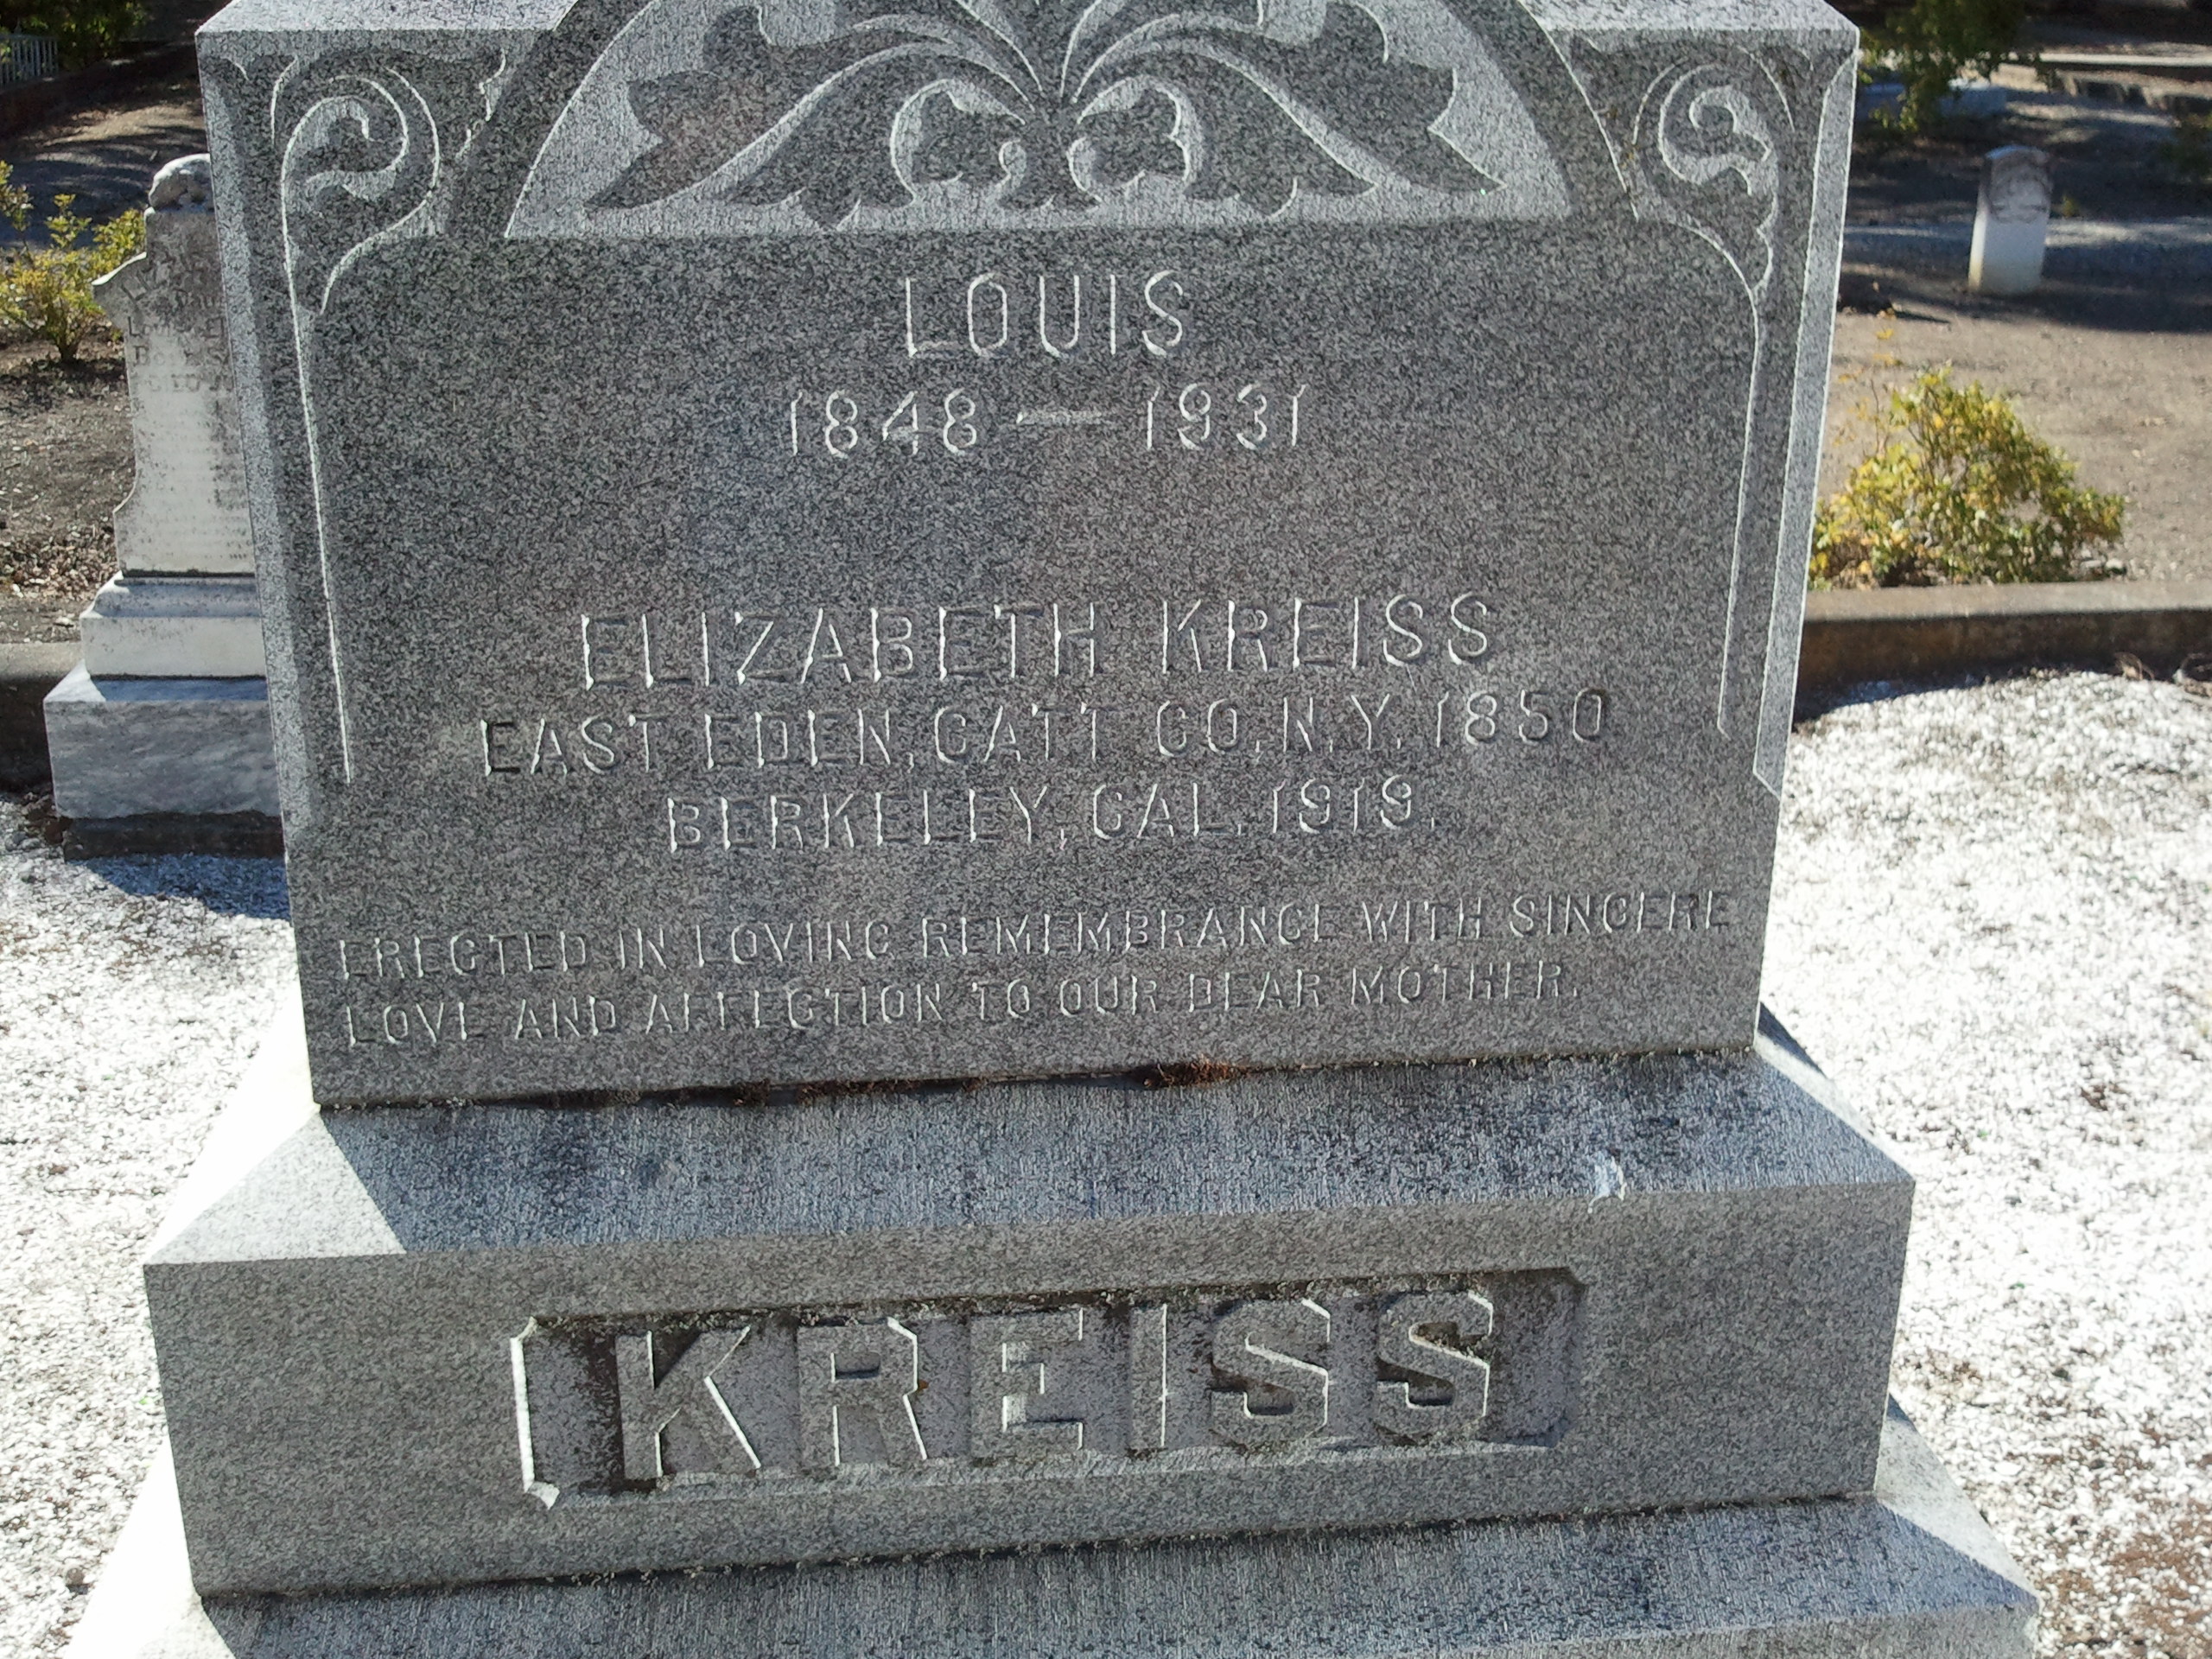 LOUIS
1848 — 1931
ELIZABETH KREISS
EAST EDEN, CATT CO. N.Y. 1850
BERKELEY, CAL. 1919.
ERECTED IN LOVING REMEMBRANCE WITH SINCERE
LOVE AND AFFECTION TO OUR DEAR MOTHER.
KREISS